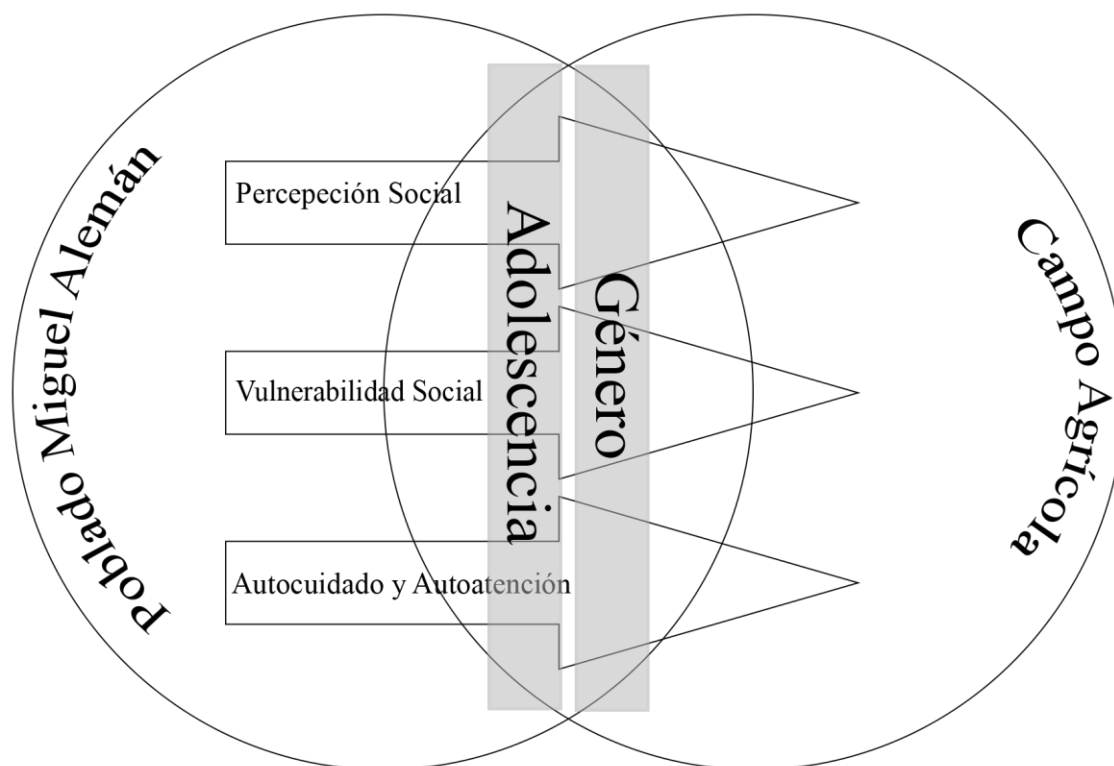 Poblado Miguel Alemán
Percepeción Social
Vulnerabilidad Social
Autocuidado y Autoatención
Adolescencia
Género
Campo Agrícola